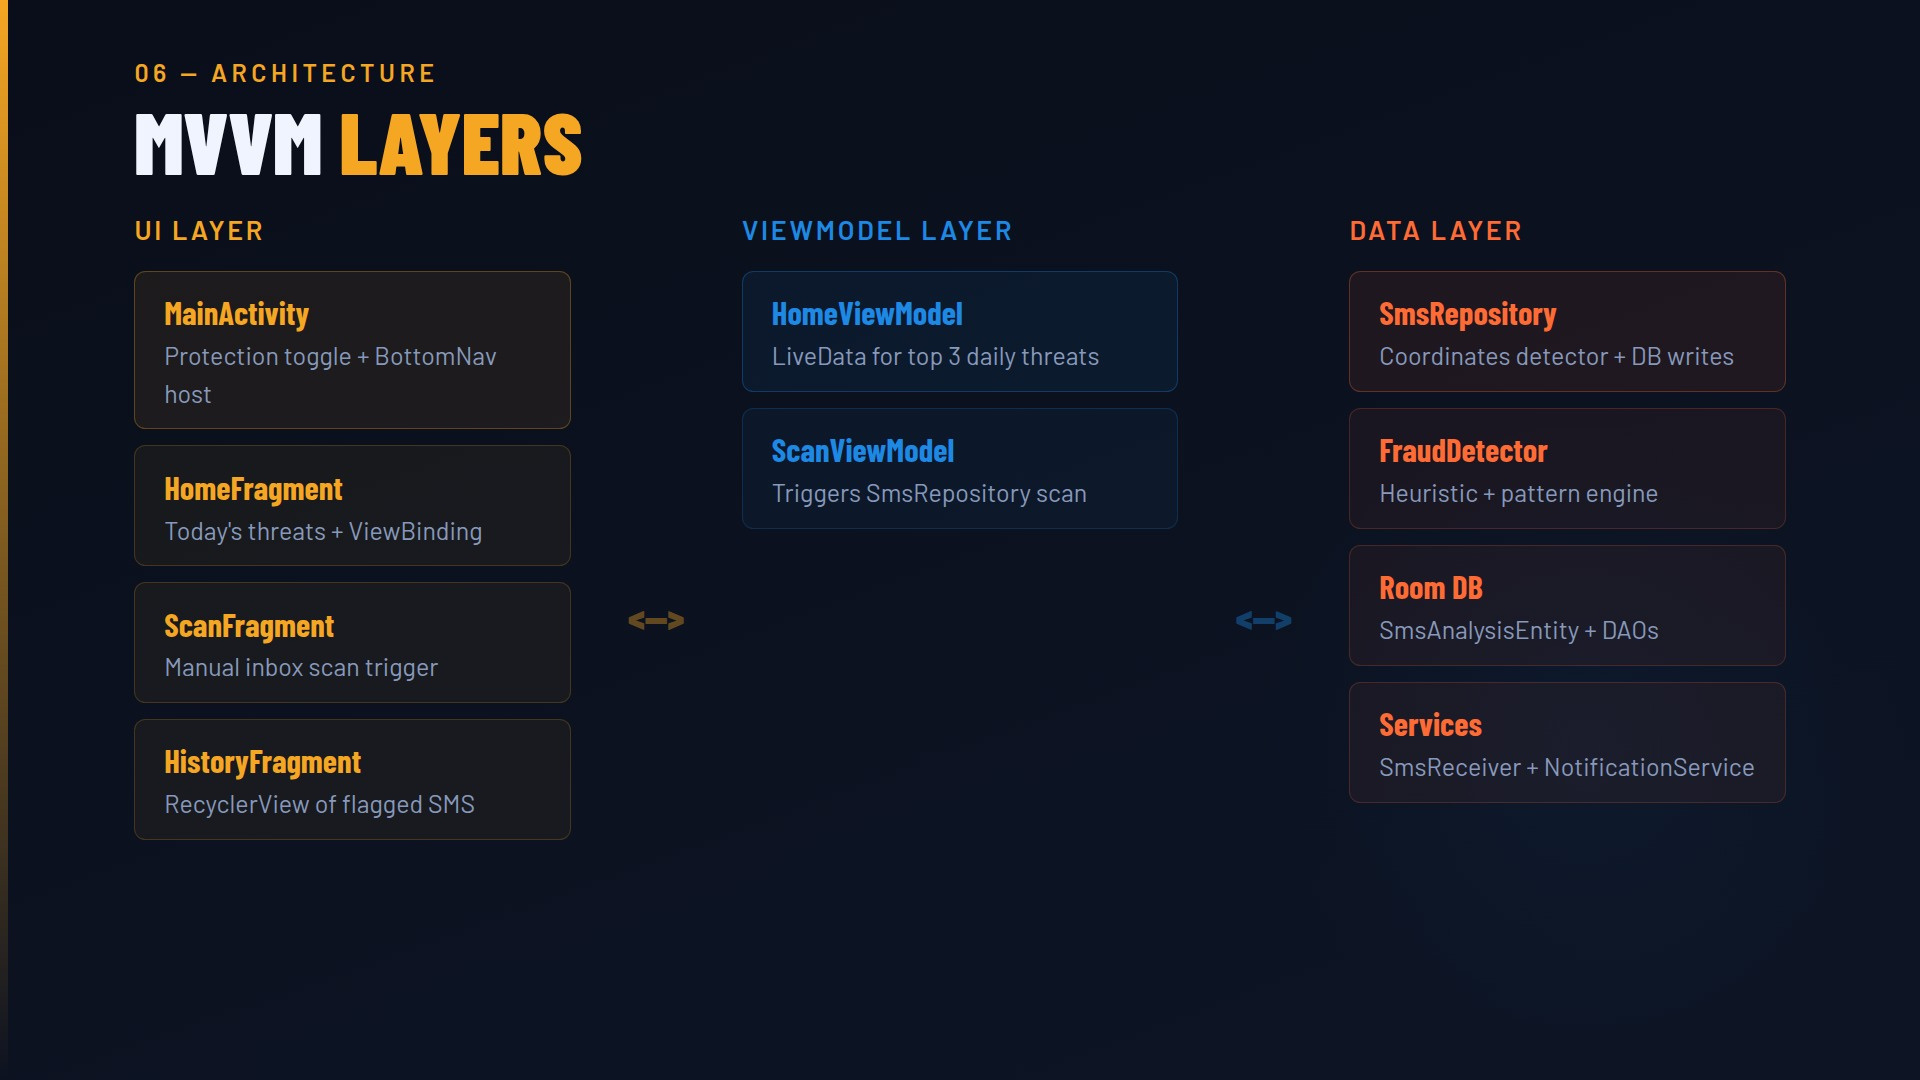 06 — ARCHITECTURE
MVVM LAYERS
UI LAYER
MainActivity
Protection toggle + BottomNav
host
HomeFragment
Today's threats + ViewBinding
ScanFragment
Manual inbox scan trigger
HistoryFragment
RecyclerView of flagged SMS
<—>
VIEWMODEL LAYER
HomeViewModel
LiveData for top 3 daily threats
ScanViewModel
Triggers SmsRepository scan
<—>
DATA LAYER
SmsRepository
Coordinates detector + DB writes
FraudDetector
Heuristic + pattern engine
Room DB
SmsAnalysisEntity + DAOs
Services
SmsReceiver + NotificationService